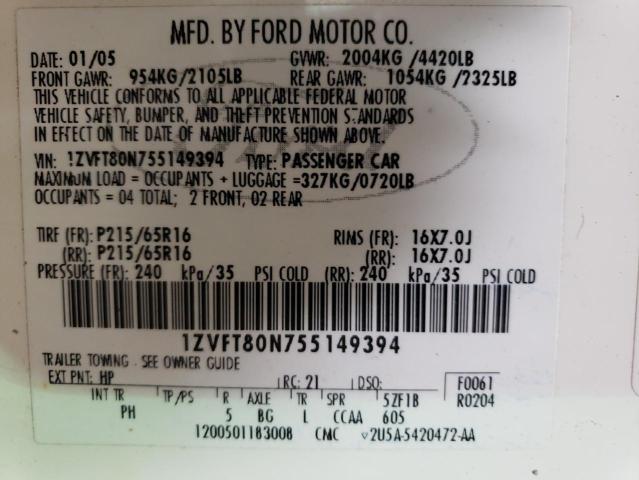 MFD. BY FORD MOTOR CO.
DATE: 01/05 GVWR: 2004KG /4420LB
FRONT GAWR: 954KG/2105LB REAR GAWR: 1054KG /2325LB
THIS VEHICLE CONFORMS TO ALL APPLICABLE FEDERAL MOTOR
VEHICLE SAFETY, BUMPER, AND THEFT PREVENTION STANDARDS
IN EFFECT ON THE DATE OF MANUFACTURE SHOWN ABOVE.
VIN: 1ZVFT80N755149394 TYPE: PASSENGER CAR
MAXIMUM LOAD = OCCUPANTS + LUGGAGE =327KG/0720LB
OCCUPANTS = 04 TOTAL; 2 FRONT, 02 REAR
TIRE (FR): P215/65R16 RIMS (FR): 16X7.0J
(RR): P215/65R16 (RR): 16X7.0J
PRESSURE (FR): 240 kPa/35 PSI COLD (RR): 240 kPa/35 PSI COLD
1ZVFT80N755149394
TRAILER TOWING - SEE OWNER GUIDE
EXT PNT: HP RC: 21 DSO: F0061
INT TR TP/PS R AXLE TR SPR 5ZF1B R0204
PH 5 BG L CCAA 605
1200501183008 CMC v2U5A-5420472-AA